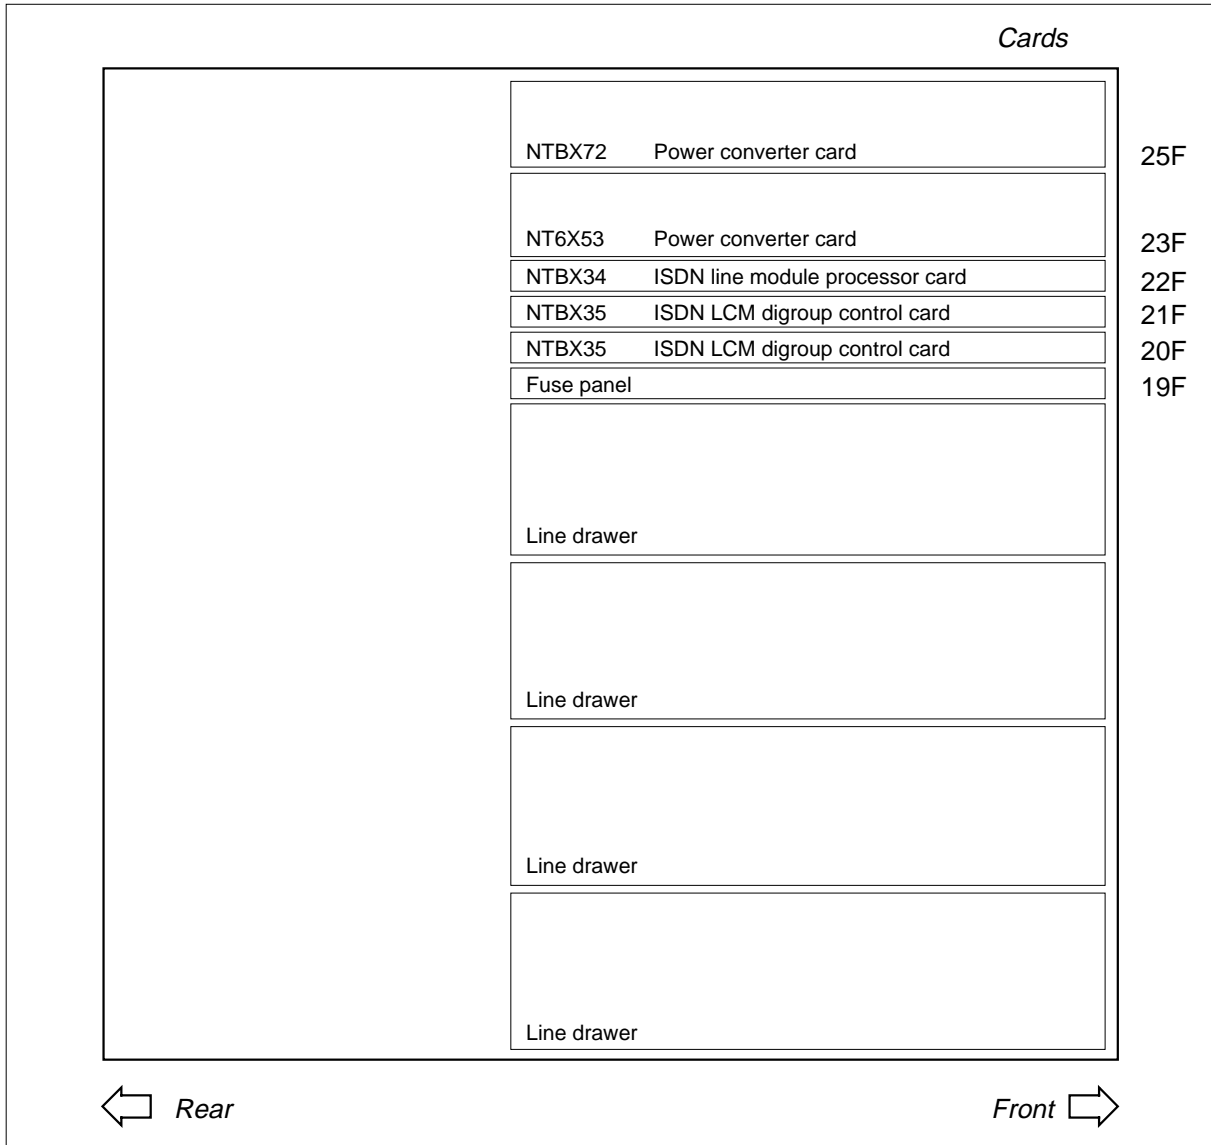 Cards
NTBX72 Power converter card 25F
NT6X53 Power converter card 23F
NTBX34 ISDN line module processor card 22F
NTBX35 ISDN LCM digroup control card 21F
NTBX35 ISDN LCM digroup control card 20F
Fuse panel 19F
Line drawer
Line drawer
Line drawer
Line drawer
Rear Front